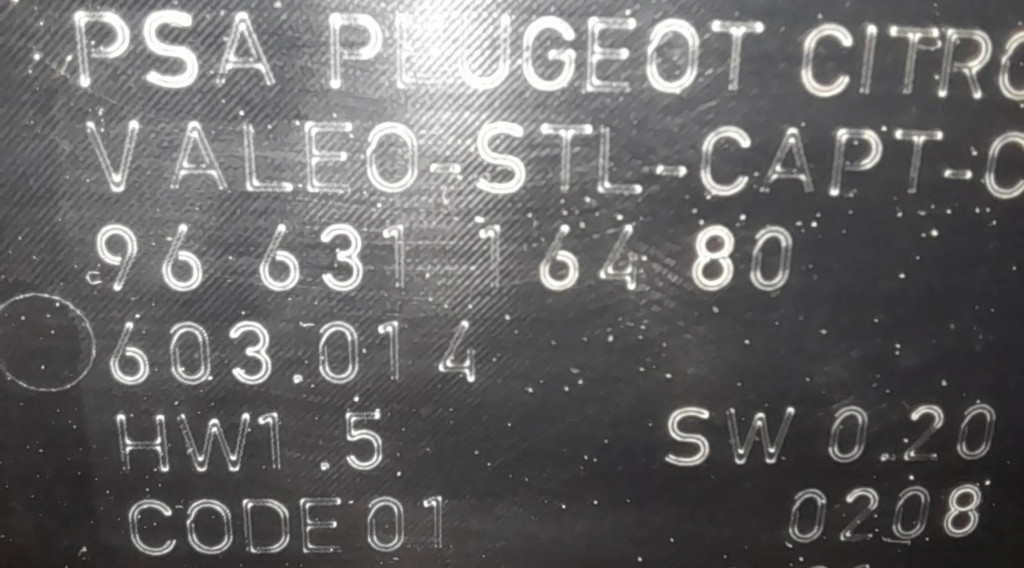 PSA PEUGEOT CITRO
VALEO-STL-CAPT-C
96 631 164 80
603.014
HW1.5 SW 0.20
CODE 01 0208